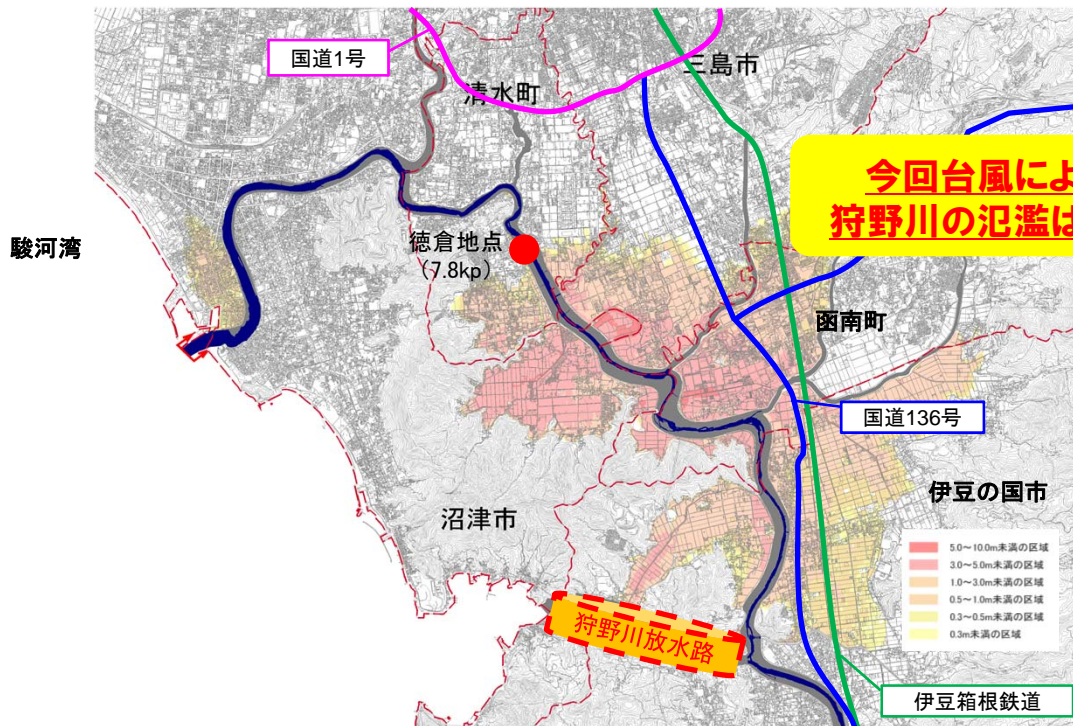 国道1号
三島市
清水町
今回台風によ
狩野川の氾濫は
駿河湾
徳倉地点
（7.8kp）
函南町
国道136号
伊豆の国市
沼津市
5.0～10.0m未満の区域
3.0～5.0m未満の区域
1.0～3.0m未満の区域
0.5～1.0m未満の区域
0.3～0.5m未満の区域
0.3m未満の区域
狩野川放水路
伊豆箱根鉄道